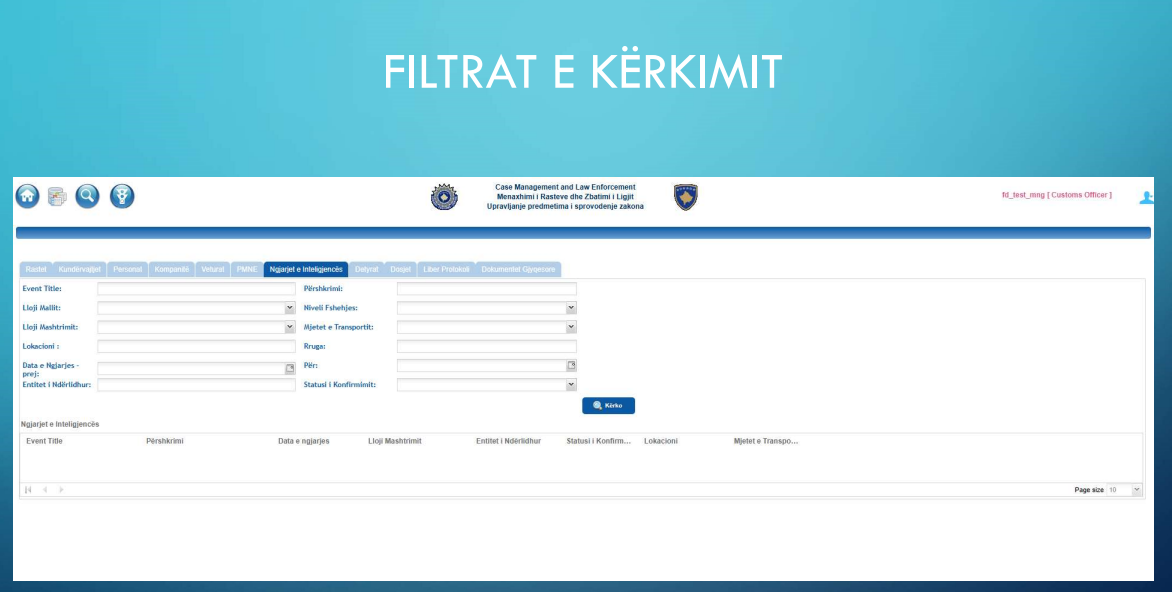 FILTRAT E KËRKIMIT
Case Management and Law Enforcement
Menaxhimi i Rasteve dhe Zbatimi i Ligjit
Upravljanje predmetima i sprovođenje zakona
fd_test_mng [ Customs Officer ]
Rastet Kundërvajtjet Personat Kompanitë Veturat PMNE Ngjarjet e Inteligjencës Detyrat Dosjet Liber Protokoli Dokumentet Gjyqesore
Event Title: Përshkrimi:
Lloji Mallit: Niveli Fshehjes:
Lloji Mashtrimit: Mjetet e Transportit:
Lokacioni : Rruga:
Data e Ngjarjes - prej: Për:
Entitet i Ndërlidhur: Statusi i Konfirmimit:
Kërko
Ngjarjet e Inteligjencës
Event Title Përshkrimi Data e ngjarjes Lloji Mashtrimit Entitet i Ndërlidhur Statusi i Konfirm... Lokacioni Mjetet e Transpo...
Page size 10